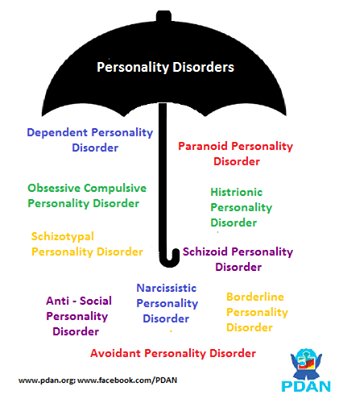 Personality Disorders
Dependent Personality
Disorder
Paranoid Personality
Disorder
Obsessive Compulsive
Personality Disorder
Histrionic
Personality
Disorder
Schizotypal
Personality Disorder
Schizoid Personality
Disorder
Anti - Social
Personality
Disorder
Narcissistic
Personality
Disorder
Borderline
Personality
Disorder
Avoidant Personality Disorder
www.pdan.org; www.facebook.com/PDAN
PDAN